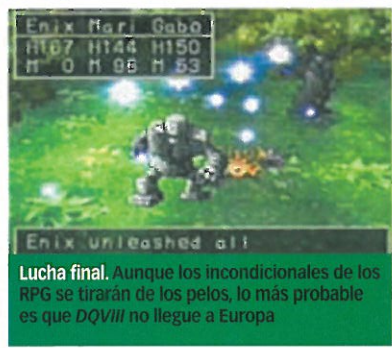 Enix Mari Gabo
H167 H144 H150
M 0 M 96 M 53
Enix unleashed all
Lucha final. Aunque los incondicionales de los
RPG se tirarán de los pelos, lo más probable
es que DQVIII no llegue a Europa